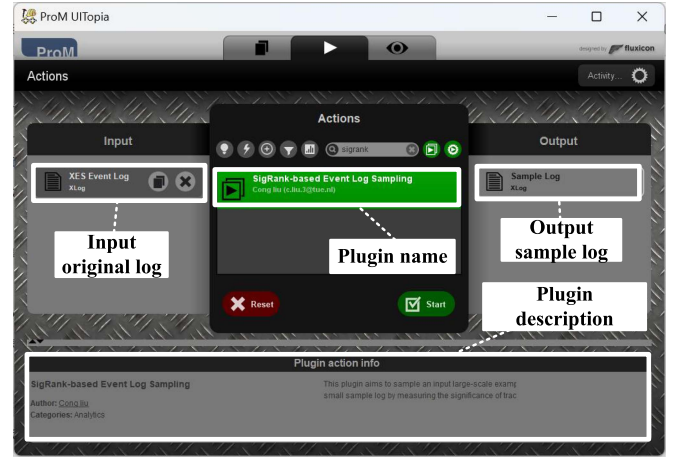 ProM UITopia
ProM
designed by fluxicon
Actions
Activity...
Actions
Input
Output
sigrank
XES Event Log
XLog
SigRank-based Event Log Sampling
Cong liu (c.liu.3@tue.nl)
Sample Log
XLog
Input
original log
Plugin name
Output
sample log
Reset
Start
Plugin
description
Plugin action info
SigRank-based Event Log Sampling
Author: Cong liu
Categories: Analytics
This plugin aims to sample an input large-scale examp
small sample log by measuring the significance of trac